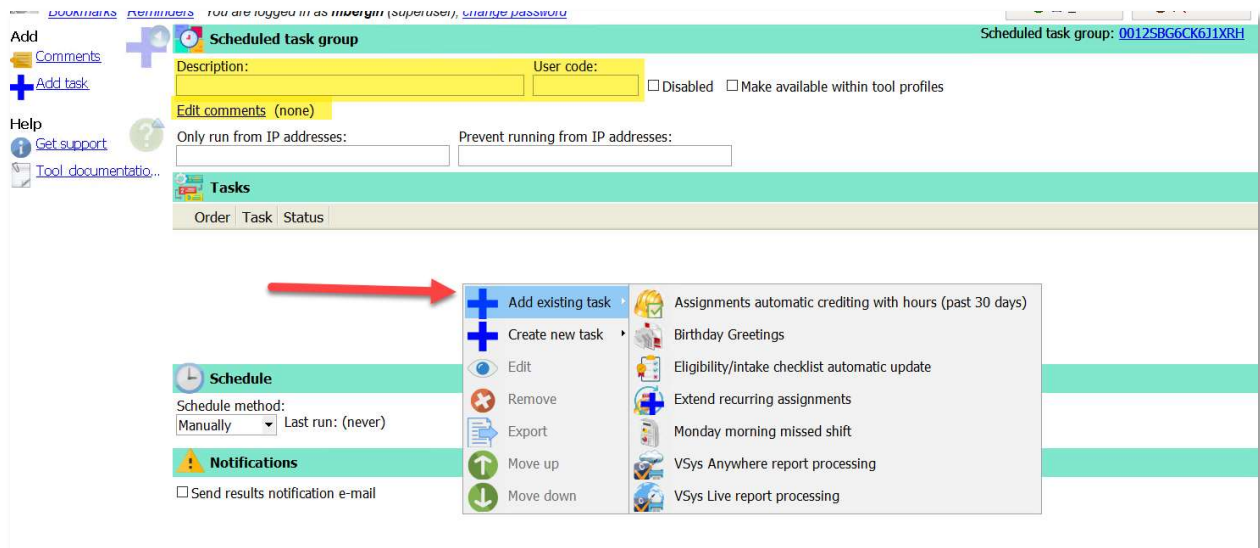 Bookmarks Reminders You are logged in as mbergin (superuser), change password
Add
Comments
Add task
Help
Get support
Tool documentatio...
Scheduled task group
Scheduled task group: 0012SBG6CK6J1XRH
Description:
User code:
Disabled
Make available within tool profiles
Edit comments (none)
Only run from IP addresses:
Prevent running from IP addresses:
Tasks
Order Task Status
Add existing task
Create new task
Edit
Remove
Export
Move up
Move down
Assignments automatic crediting with hours (past 30 days)
Birthday Greetings
Eligibility/intake checklist automatic update
Extend recurring assignments
Monday morning missed shift
VSys Anywhere report processing
VSys Live report processing
Schedule
Schedule method:
Manually
Last run: (never)
Notifications
Send results notification e-mail